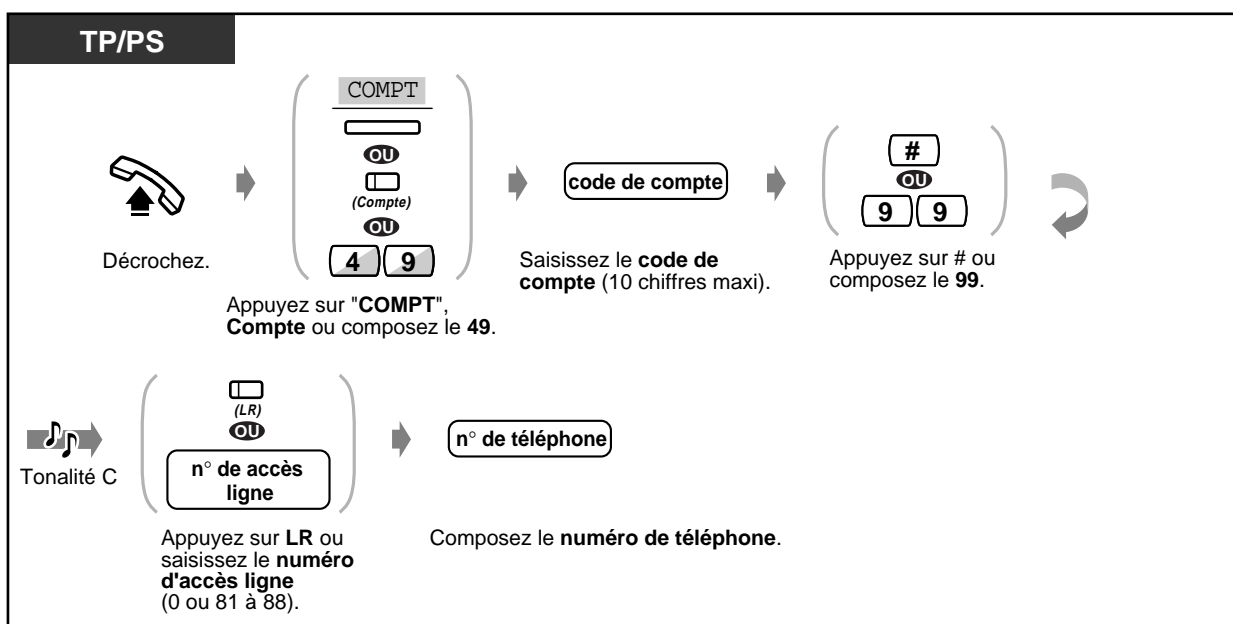 TP/PS
COMPT
OU
(Compte)
OU
4 9
code de compte
#
OU
9 9
Décrochez.
Appuyez sur "COMPT",
Compte ou composez le 49.
Saisissez le code de
compte (10 chiffres maxi).
Appuyez sur # ou
composez le 99.
Tonalité C
(LR)
OU
n° de accès
ligne
n° de téléphone
Appuyez sur LR ou
saisissez le numéro
d'accès ligne
(0 ou 81 à 88).
Composez le numéro de téléphone.